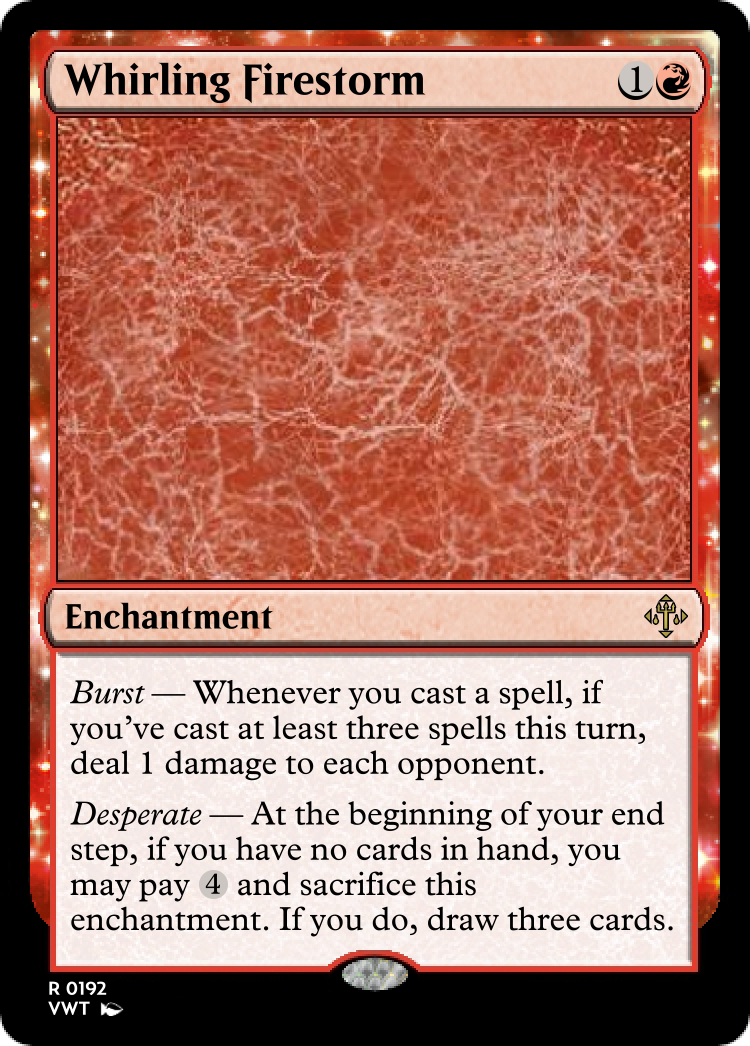 Whirling Firestorm 1
Enchantment
Burst — Whenever you cast a spell, if
you've cast at least three spells this turn,
deal 1 damage to each opponent.
Desperate — At the beginning of your end
step, if you have no cards in hand, you
may pay 4 and sacrifice this
enchantment. If you do, draw three cards.
R 0192
VWT